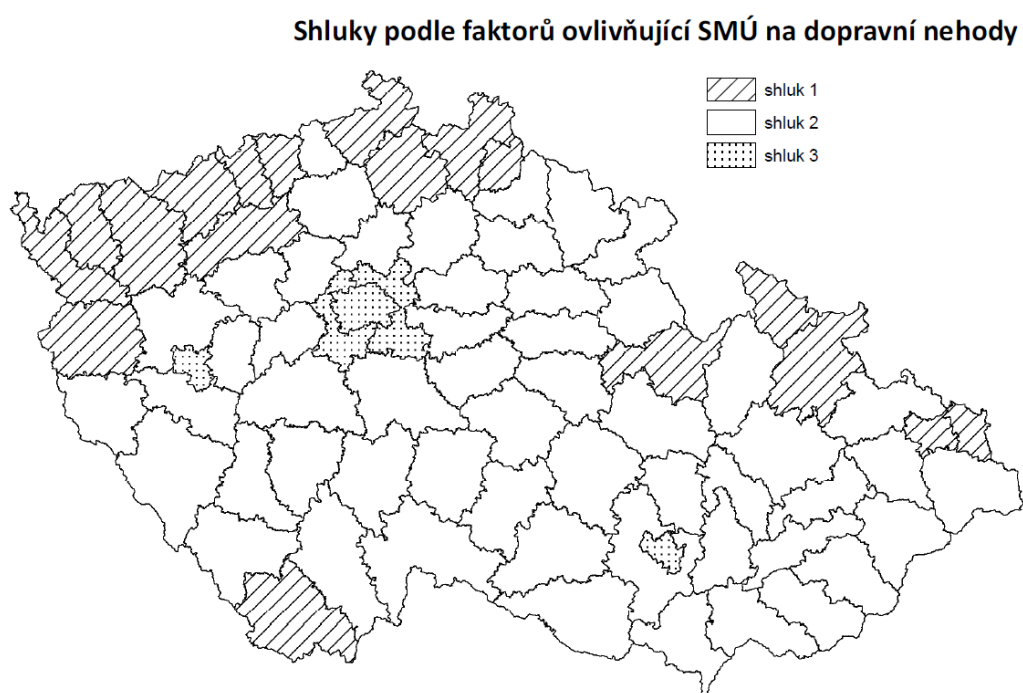 Shluky podle faktorů ovlivňující SMÚ na dopravní nehody
shluk 1
shluk 2
shluk 3